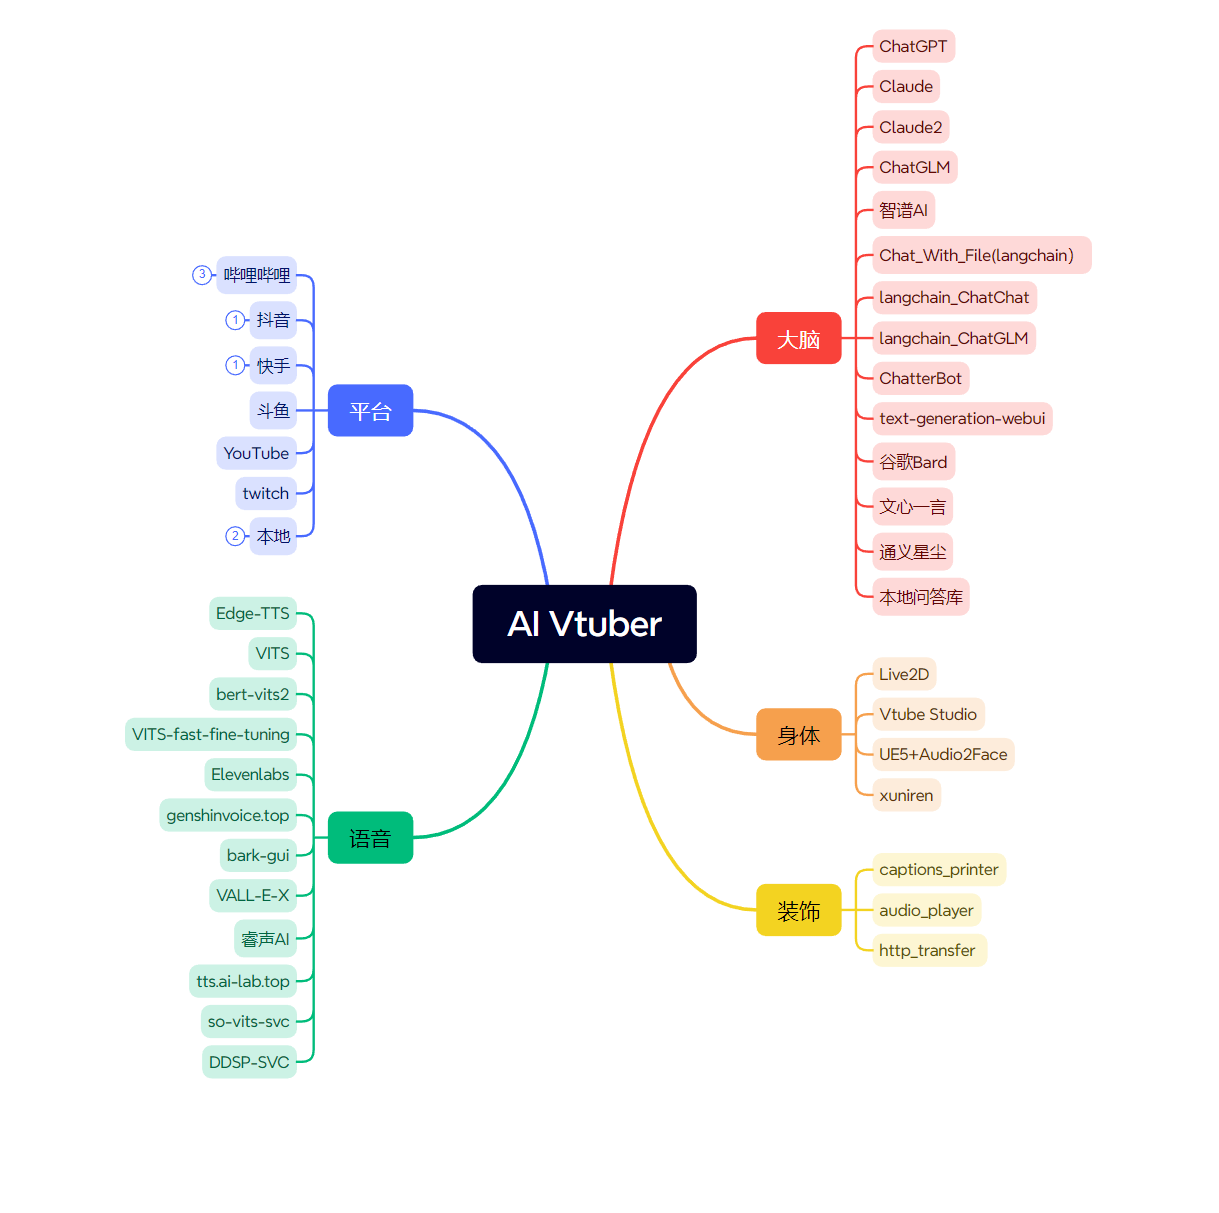 AI Vtuber
大脑
ChatGPT
Claude
Claude2
ChatGLM
智谱AI
Chat_With_File(langchain)
langchain_ChatChat
langchain_ChatGLM
ChatterBot
text-generation-webui
谷歌Bard
文心一言
通义星尘
本地问答库
身体
Live2D
Vtube Studio
UE5+Audio2Face
xuniren
装饰
captions_printer
audio_player
http_transfer
平台
哔哩哔哩
3
抖音
1
快手
1
斗鱼
YouTube
twitch
本地
2
语音
Edge-TTS
VITS
bert-vits2
VITS-fast-fine-tuning
Elevenlabs
genshinvoice.top
bark-gui
VALL-E-X
睿声AI
tts.ai-lab.top
so-vits-svc
DDSP-SVC